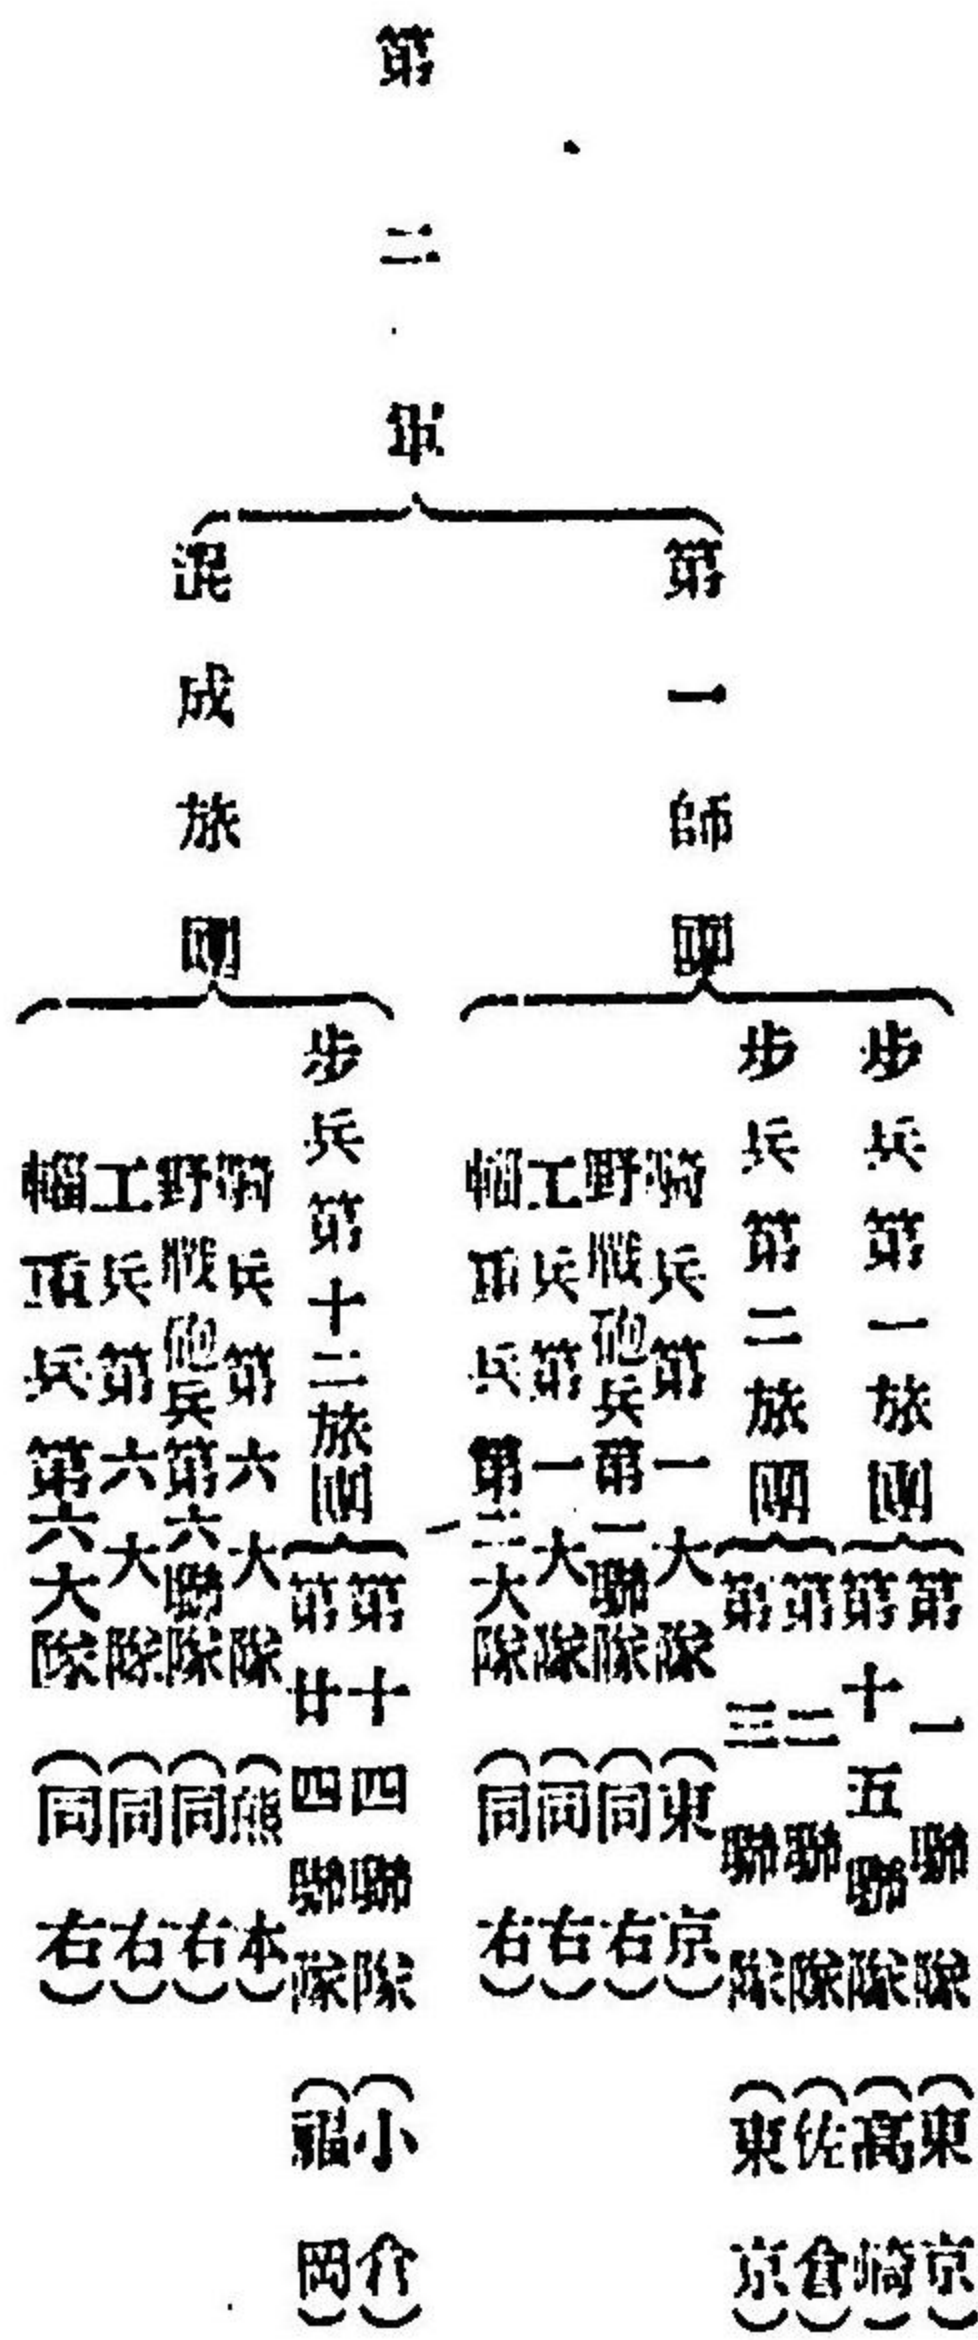 第二軍
第一師團
步兵第一旅團
第一聯隊（東京）
第十五聯隊（高崎）
步兵第二旅團
第二聯隊（佐倉）
第三聯隊（東京）
騎兵第一大隊（東京）
野戰砲兵第一聯隊（同右）
工兵第一大隊（同右）
輜重兵第一大隊（同右）
混成旅團
步兵第十二旅團
第十四聯隊（小倉）
第廿四聯隊（福岡）
騎兵第六大隊（熊本）
野戰砲兵第六聯隊（同右）
工兵第六大隊（同右）
輜重兵第六大隊（同右）